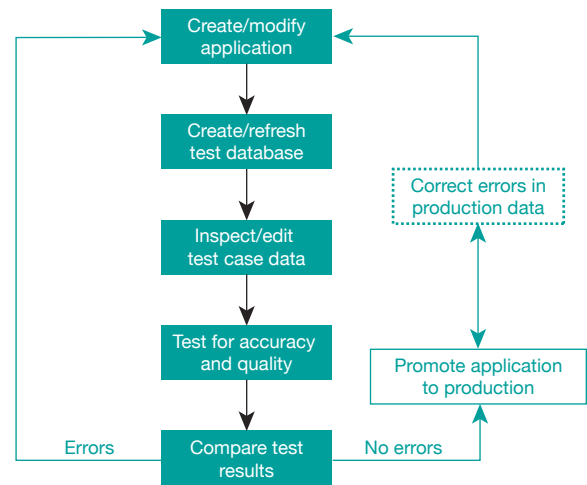 Create/modify
application
Create/refresh
test database
Correct errors in
production data
Inspect/edit
test case data
Test for accuracy
and quality
Promote application
to production
Errors
Compare test
results
No errors